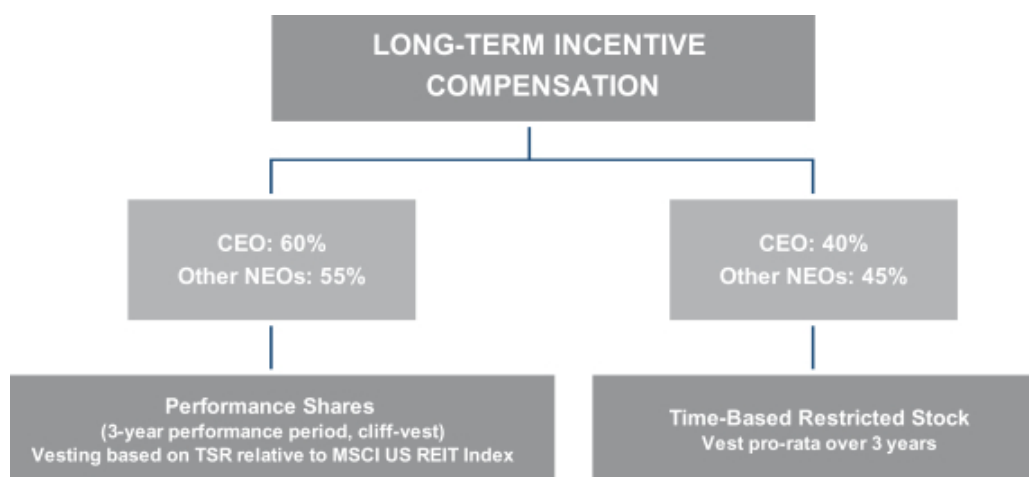 LONG-TERM INCENTIVE
COMPENSATION
CEO: 60%
Other NEOs: 55%
CEO: 40%
Other NEOs: 45%
Performance Shares
(3-year performance period, cliff-vest)
Vesting based on TSR relative to MSCI US REIT Index
Time-Based Restricted Stock
Vest pro-rata over 3 years